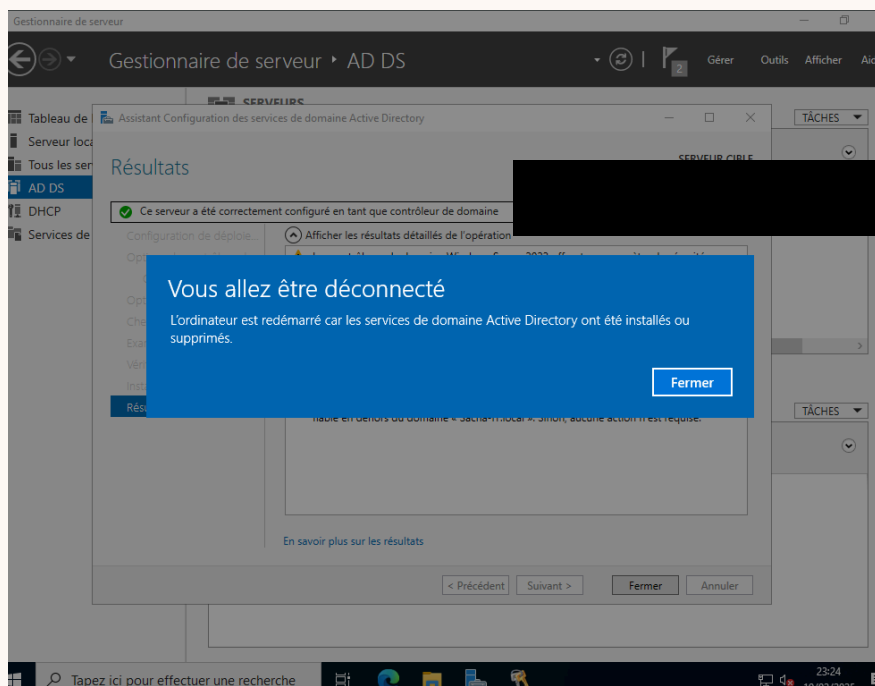 Gestionnaire de serveur
Gestionnaire de serveur ‣ AD DS
2
Gérer
Outils
Afficher
SERVEURS
Tableau de
Assistant Configuration des services de domaine Active Directory
TÂCHES
Serveur
Tous les
Résultats
SERVEUR CIBLE
AD DS
DHCP
Ce serveur a été correctement configuré en tant que contrôleur de domaine
Services de
Configuration de
Afficher les résultats détaillés de l'opération
Vous allez être déconnecté
L'ordinateur est redémarré car les services de domaine Active Directory ont été installés ou
supprimés.
Fermer
TÂCHES
En savoir plus sur les résultats
< Précédent
Suivant >
Fermer
Annuler
Tapez ici pour effectuer une recherche
23:24